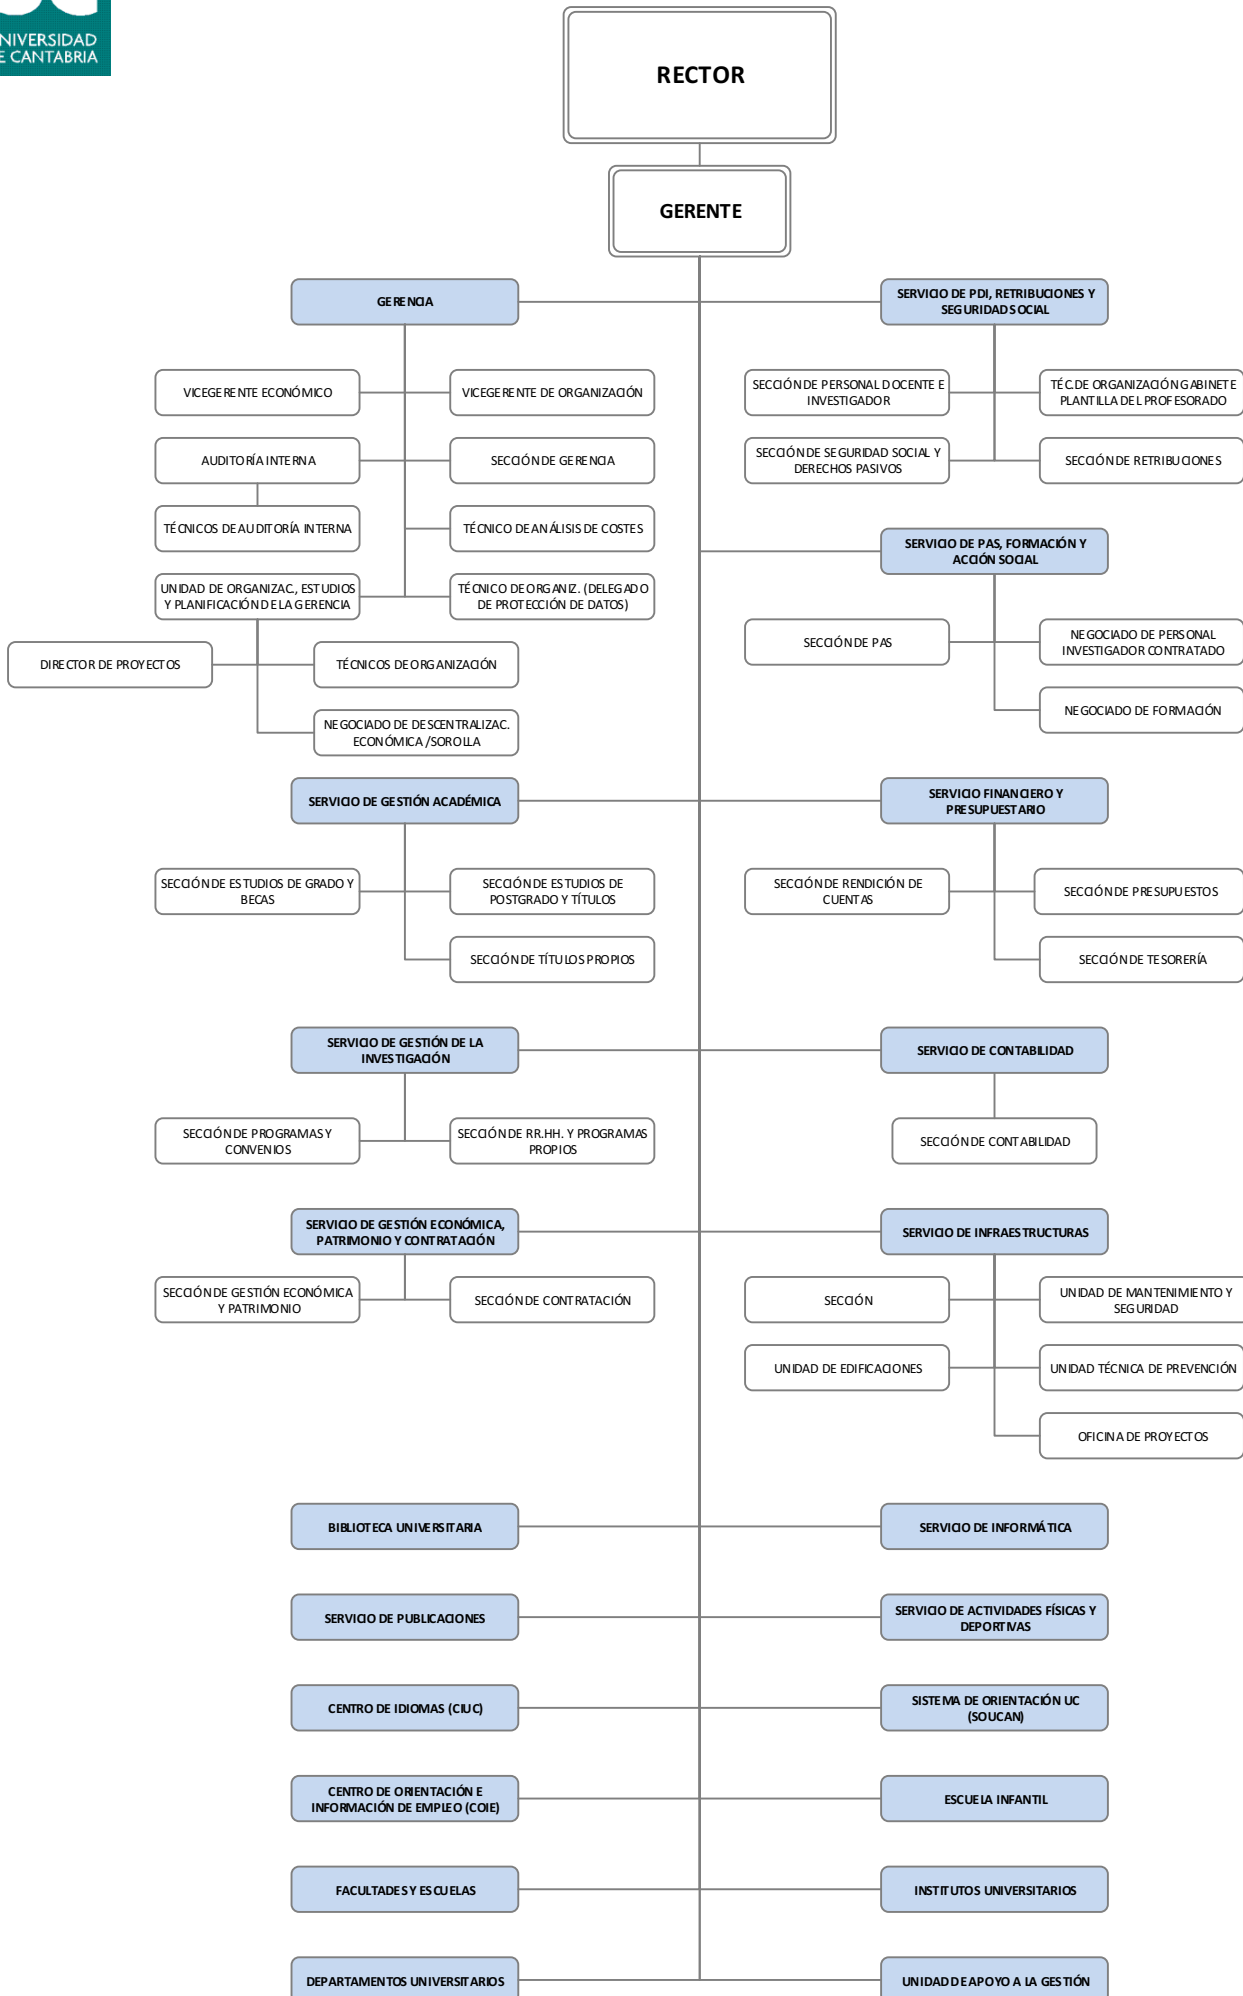 NIVERSIDAD
E CANTABRIA
RECTOR
GERENTE
GERENCIA
SERVICIO DE PDI, RETRIBUCIONES Y
SEGURIDAD SOCIAL
VICEGERENTE ECONÓMICO
VICEGERENTE DE ORGANIZACIÓN
SECCIÓN DE PERSONAL DOCENTE E
INVESTIGADOR
TÉC.DE ORGANIZACIÓN GABINETE
PLANTILLA DEL PROFESORADO
AUDITORÍA INTERNA
SECCIÓN DE GERENCIA
SECCIÓN DE SEGURIDAD SOCIAL Y
DERECHOS PASIVOS
SECCIÓN DE RETRIBUCIONES
TÉCNICOS DE AUDITORÍA INTERNA
TÉCNICO DE ANÁLISIS DE COSTES
SERVICIO DE PAS, FORMACIÓN Y
ACCIÓN SOCIAL
UNIDAD DE ORGANIZAC., ESTUDIOS
Y PLANIFICACIÓN DE LA GERENCIA
TÉCNICO DE ORGANIZ. (DELEGADO
DE PROTECCIÓN DE DATOS)
SECCIÓN DE PAS
NEGOCIADO DE PERSONAL
INVESTIGADOR CONTRATADO
DIRECTOR DE PROYECTOS
TÉCNICOS DE ORGANIZACIÓN
NEGOCIADO DE FORMACIÓN
NEGOCIADO DE DESCENTRALIZAC.
ECONÓMICA /SOROLLA
SERVICIO DE GESTIÓN ACADÉMICA
SERVICIO FINANCIERO Y
PRESUPUESTARIO
SECCIÓN DE ESTUDIOS DE GRADO Y
BECAS
SECCIÓN DE ESTUDIOS DE
POSTGRADO Y TÍTULOS
SECCIÓN DE RENDICIÓN DE
CUENTAS
SECCIÓN DE PRESUPUESTOS
SECCIÓN DE TÍTULOS PROPIOS
SECCIÓN DE TESORERÍA
SERVICIO DE GESTIÓN DE LA
INVESTIGACIÓN
SERVICIO DE CONTABILIDAD
SECCIÓN DE PROGRAMAS Y
CONVENIOS
SECCIÓN DE RR.HH. Y PROGRAMAS
PROPIOS
SECCIÓN DE CONTABILIDAD
SERVICIO DE GESTIÓN ECONÓMICA,
PATRIMONIO Y CONTRATACIÓN
SERVICIO DE INFRAESTRUCTURAS
SECCIÓN DE GESTIÓN ECONÓMICA
Y PATRIMONIO
SECCIÓN DE CONTRATACIÓN
SECCIÓN
UNIDAD DE MANTENIMIENTO Y
SEGURIDAD
UNIDAD DE EDIFICACIONES
UNIDAD TÉCNICA DE PREVENCIÓN
OFICINA DE PROYECTOS
BIBLIOTECA UNIVERSITARIA
SERVICIO DE INFORMÁTICA
SERVICIO DE PUBLICACIONES
SERVICIO DE ACTIVIDADES FÍSICAS Y
DEPORTIVAS
CENTRO DE IDIOMAS (CIUC)
SISTEMA DE ORIENTACIÓN UC
(SOUCAN)
CENTRO DE ORIENTACIÓN E
INFORMACIÓN DE EMPLEO (COIE)
ESCUELA INFANTIL
FACULTADES Y ESCUELAS
INSTITUTOS UNIVERSITARIOS
DEPARTAMENTOS UNIVERSITARIOS
UNIDAD DE APOYO A LA GESTIÓN